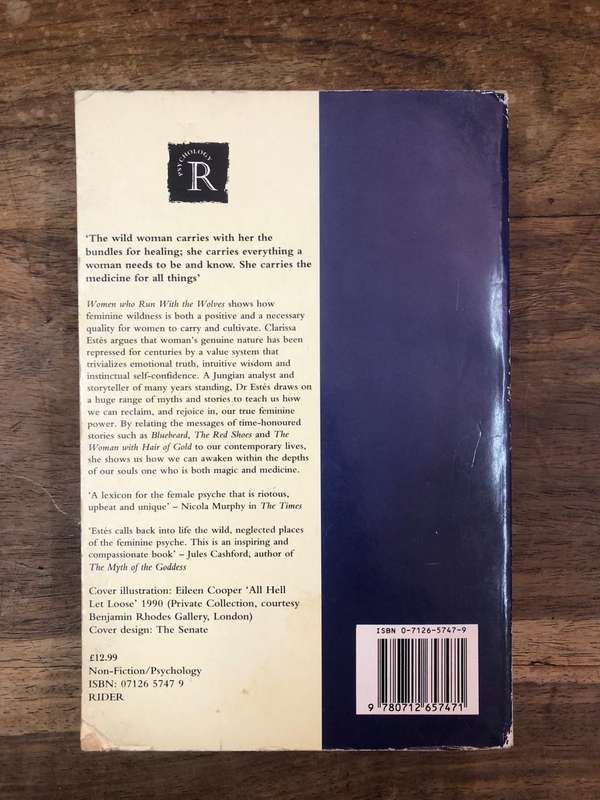 PSYCHOLOGY
R
‘The wild woman carries with her the
bundles for healing; she carries everything a
woman needs to be and know. She carries the
medicine for all things’
Women who Run With the Wolves shows how
feminine wildness is both a positive and a necessary
quality for women to carry and cultivate. Clarissa
Estés argues that woman's genuine nature has been
repressed for centuries by a value system that
trivializes emotional truth, intuitive wisdom and
instinctual self-confidence. A Jungian analyst and
storyteller of many years standing, Dr Estés draws on
a huge range of myths and stories to teach us how
we can reclaim, and rejoice in, our true feminine
power. By relating the messages of time-honoured
stories such as Bluebeard, The Red Shoes and The
Woman with Hair of Gold to our contemporary lives,
she shows us how we can awaken within the depths
of our souls one who is both magic and medicine.
‘A lexicon for the female psyche that is riotous,
upbeat and unique’ – Nicola Murphy in The Times
‘Estés calls back into life the wild, neglected places
of the feminine psyche. This is an inspiring and
compassionate book’ – Jules Cashford, author of
The Myth of the Goddess
Cover illustration: Eileen Cooper ‘All Hell
Let Loose’ 1990 (Private Collection, courtesy
Benjamin Rhodes Gallery, London)
Cover design: The Senate
£12.99
Non-Fiction/Psychology
ISBN: 07126 5747 9
RIDER
ISBN 0-7126-5747-9
9 780712 657471